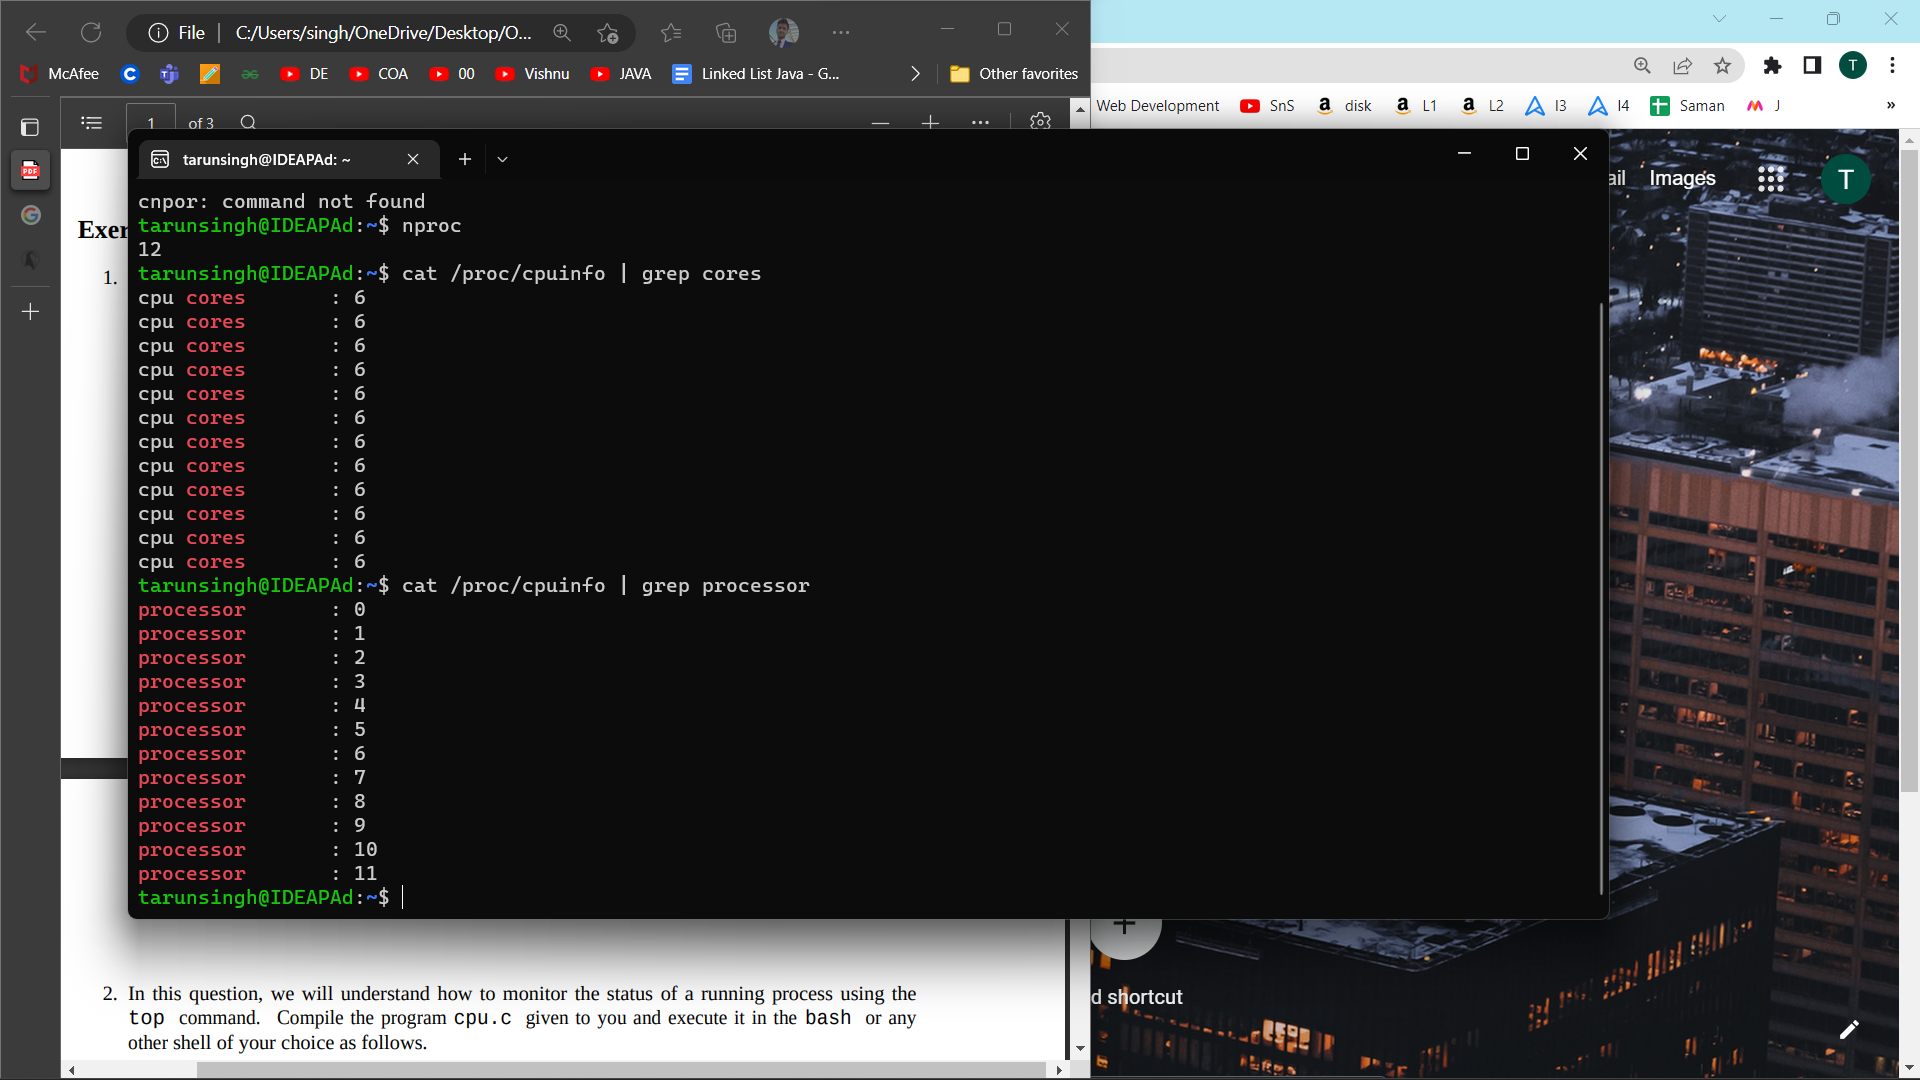 File
C:/Users/singh/OneDrive/Desktop/O...
McAfee
DE
COA
00
Vishnu
JAVA
Linked List Java - G...
Other favorites
T
Web Development
SnS
disk
L1
L2
l3
l4
Saman
J
»
1 of 3
PDF
Exer
1.
tarunsingh@IDEAPAd: ~
ail
Images
T
cnpor: command not found
tarunsingh@IDEAPAd:~$ nproc
12
tarunsingh@IDEAPAd:~$ cat /proc/cpuinfo | grep cores
cpu cores : 6
cpu cores : 6
cpu cores : 6
cpu cores : 6
cpu cores : 6
cpu cores : 6
cpu cores : 6
cpu cores : 6
cpu cores : 6
cpu cores : 6
cpu cores : 6
cpu cores : 6
tarunsingh@IDEAPAd:~$ cat /proc/cpuinfo | grep processor
processor : 0
processor : 1
processor : 2
processor : 3
processor : 4
processor : 5
processor : 6
processor : 7
processor : 8
processor : 9
processor : 10
processor : 11
tarunsingh@IDEAPAd:~$
d shortcut
2. In this question, we will understand how to monitor the status of a running process using the
top command. Compile the program cpu.c given to you and execute it in the bash or any
other shell of your choice as follows.